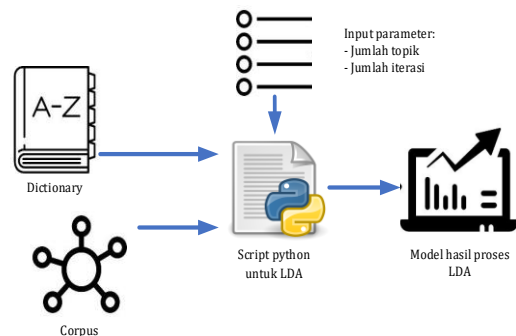 Input parameter:
- Jumlah topik
- Jumlah iterasi
A-Z
Dictionary
Script python
untuk LDA
Model hasil proses
LDA
Corpus